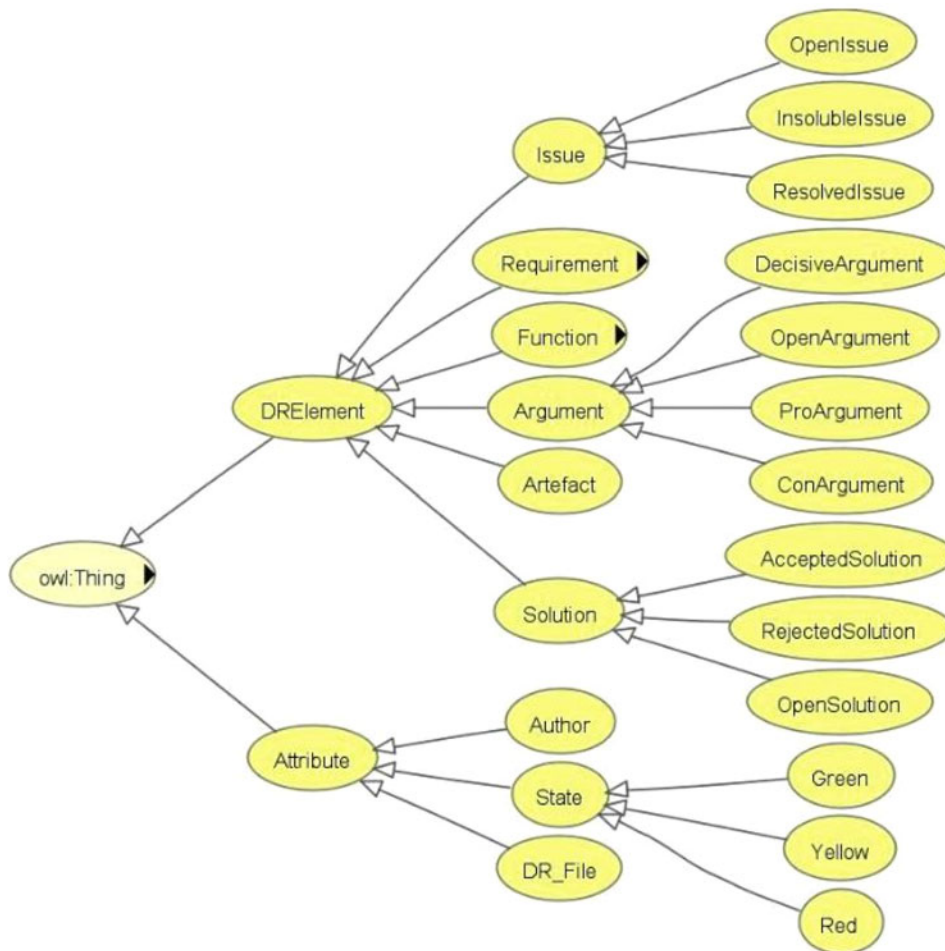 OpenIssue
InsolubleIssue
Issue
ResolvedIssue
Requirement
DecisiveArgument
Function
OpenArgument
DRElement
Argument
ProArgument
Artefact
ConArgument
owl:Thing
AcceptedSolution
Solution
RejectedSolution
OpenSolution
Author
Attribute
Green
State
Yellow
DR_File
Red